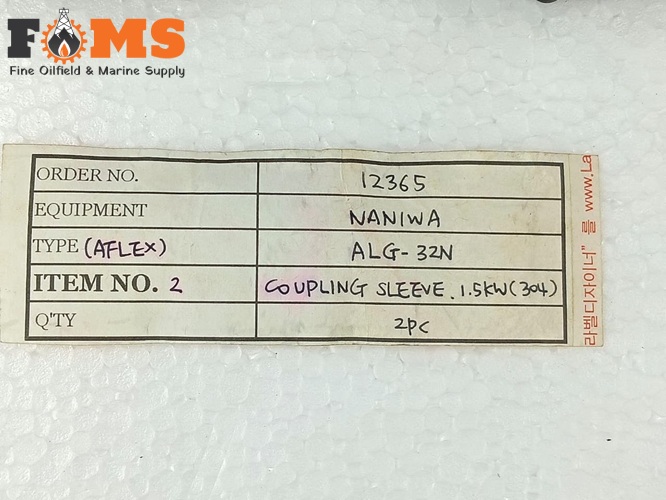 FOMS
Fine Oilfield & Marine Supply
ORDER NO. 12365
EQUIPMENT NANIWA
TYPE (AFLEX) ALG-32N
ITEM NO. 2 COUPLING SLEEVE. 1.5KW(304)
Q'TY 2pc
라벨디자이너" 를 www.La